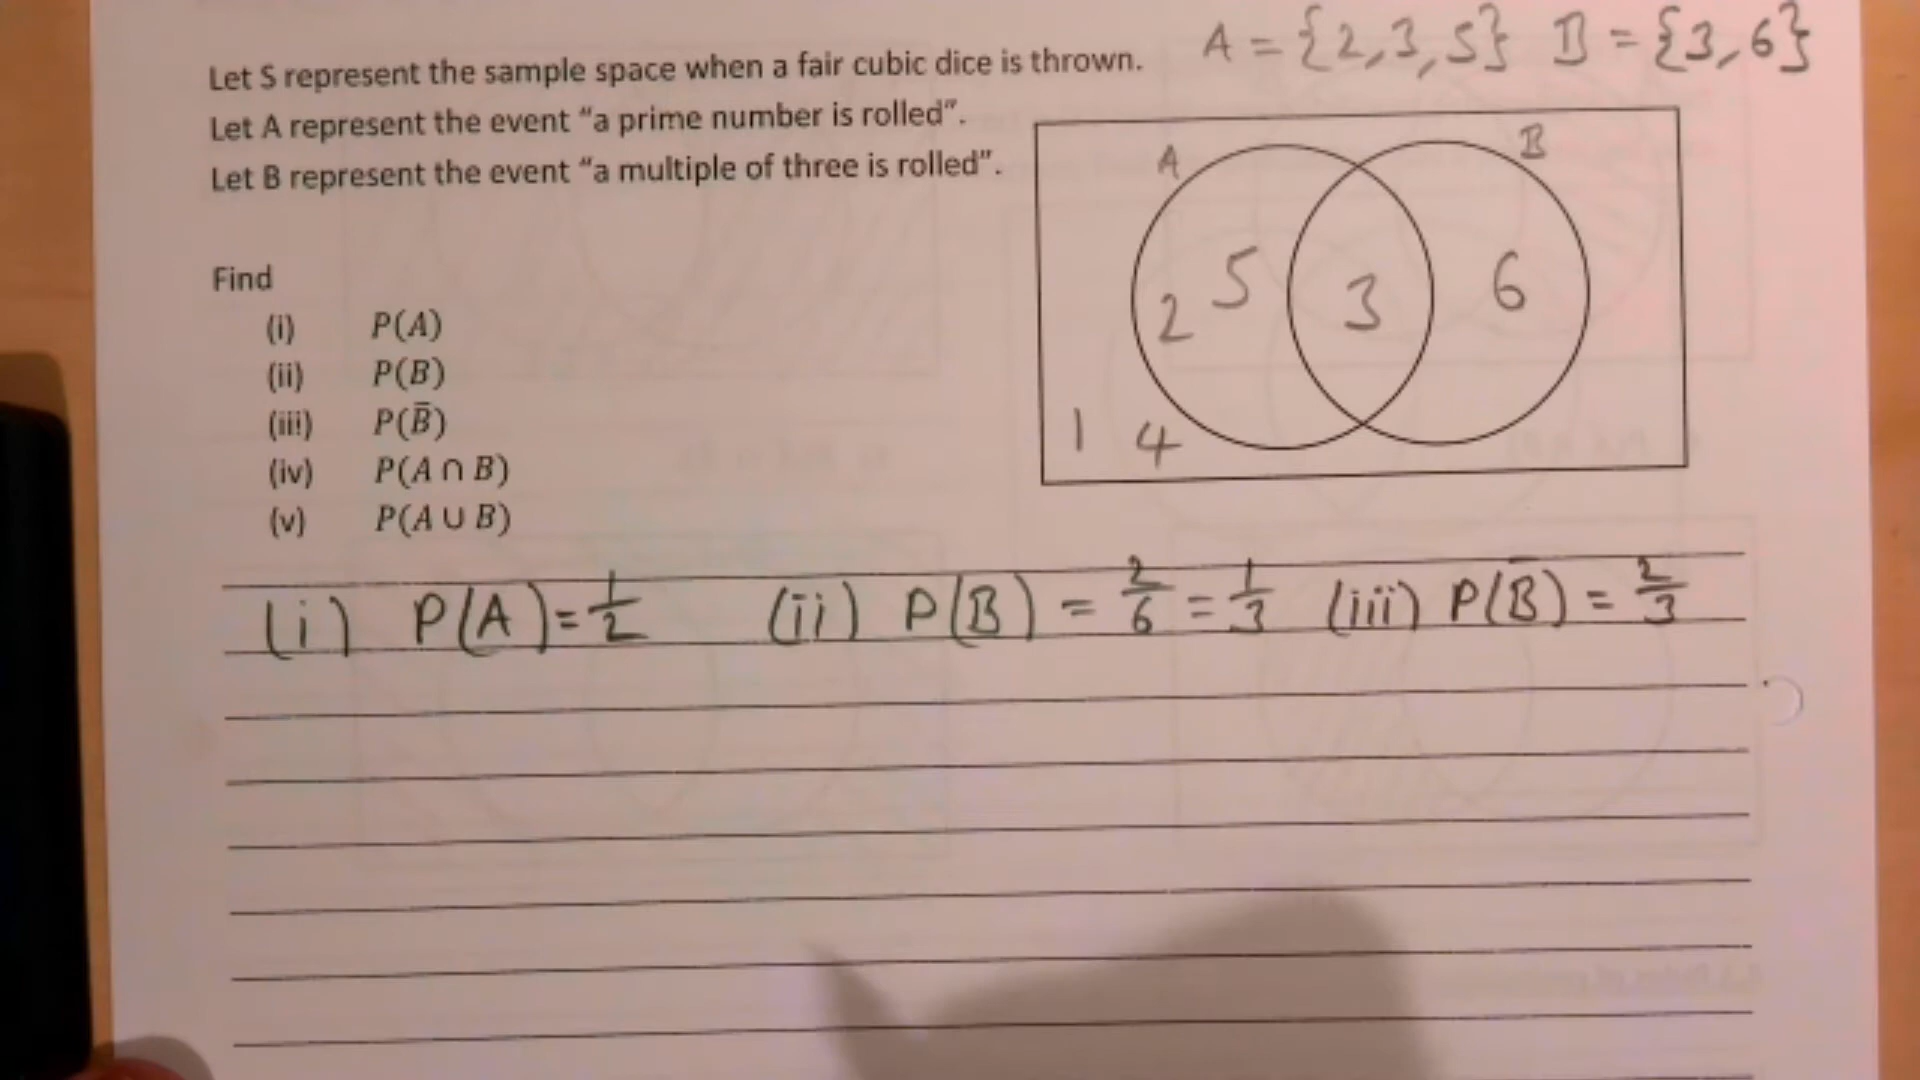 A = {2,3,5} B = {3,6}
Let S represent the sample space when a fair cubic dice is thrown.
Let A represent the event “a prime number is rolled”.
Let B represent the event “a multiple of three is rolled”.
A B
2 5 3 6
1 4
Find
(i) P(A)
(ii) P(B)
(iii) P(B̅)
(iv) P(A ∩ B)
(v) P(A ∪ B)
(i) P(A) = 1/2 (ii) P(B) = 2/6 = 1/3 (iii) P(B̅) = 2/3